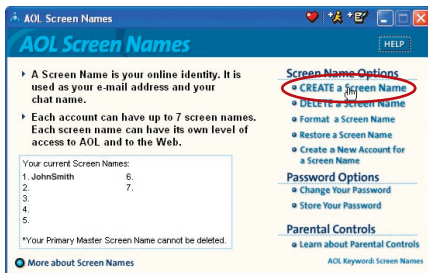 AOL Screen Names
AOL Screen Names
HELP
A Screen Name is your online identity. It is
used as your e-mail address and your
chat name.
Each account can have up to 7 screen names.
Each screen name can have its own level of
access to AOL and to the Web.
Your current Screen Names:
1. JohnSmith 6.
2. 7.
3.
4.
5.
*Your Primary Master Screen Name cannot be deleted.
More about Screen Names
Screen Name Options
CREATE a Screen Name
DELETE a Screen Name
Format a Screen Name
Restore a Screen Name
Create a New Account for
a Screen Name
Password Options
Change Your Password
Store Your Password
Parental Controls
Learn about Parental Controls
AOL Keyword: Screen Names